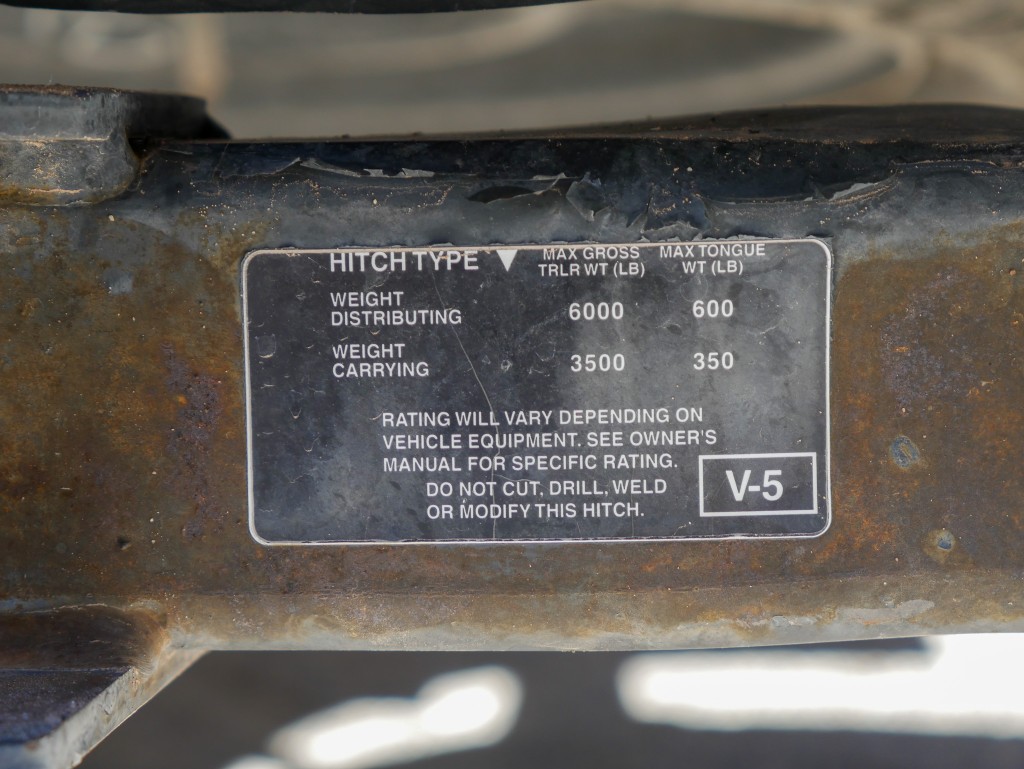 HITCH TYPE MAX GROSS TRLR WT (LB) MAX TONGUE WT (LB)
WEIGHT DISTRIBUTING 6000 600
WEIGHT CARRYING 3500 350
RATING WILL VARY DEPENDING ON
VEHICLE EQUIPMENT. SEE OWNER'S
MANUAL FOR SPECIFIC RATING.
DO NOT CUT, DRILL, WELD
OR MODIFY THIS HITCH.
V-5